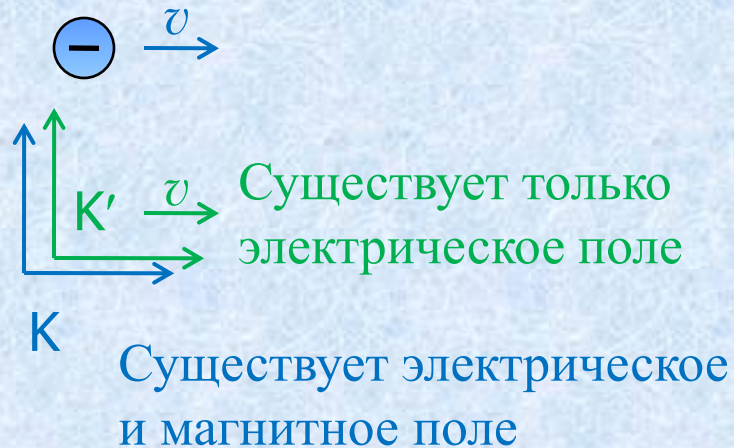 − v
K′ v Существует только
электрическое поле
K
Существует электрическое
и магнитное поле